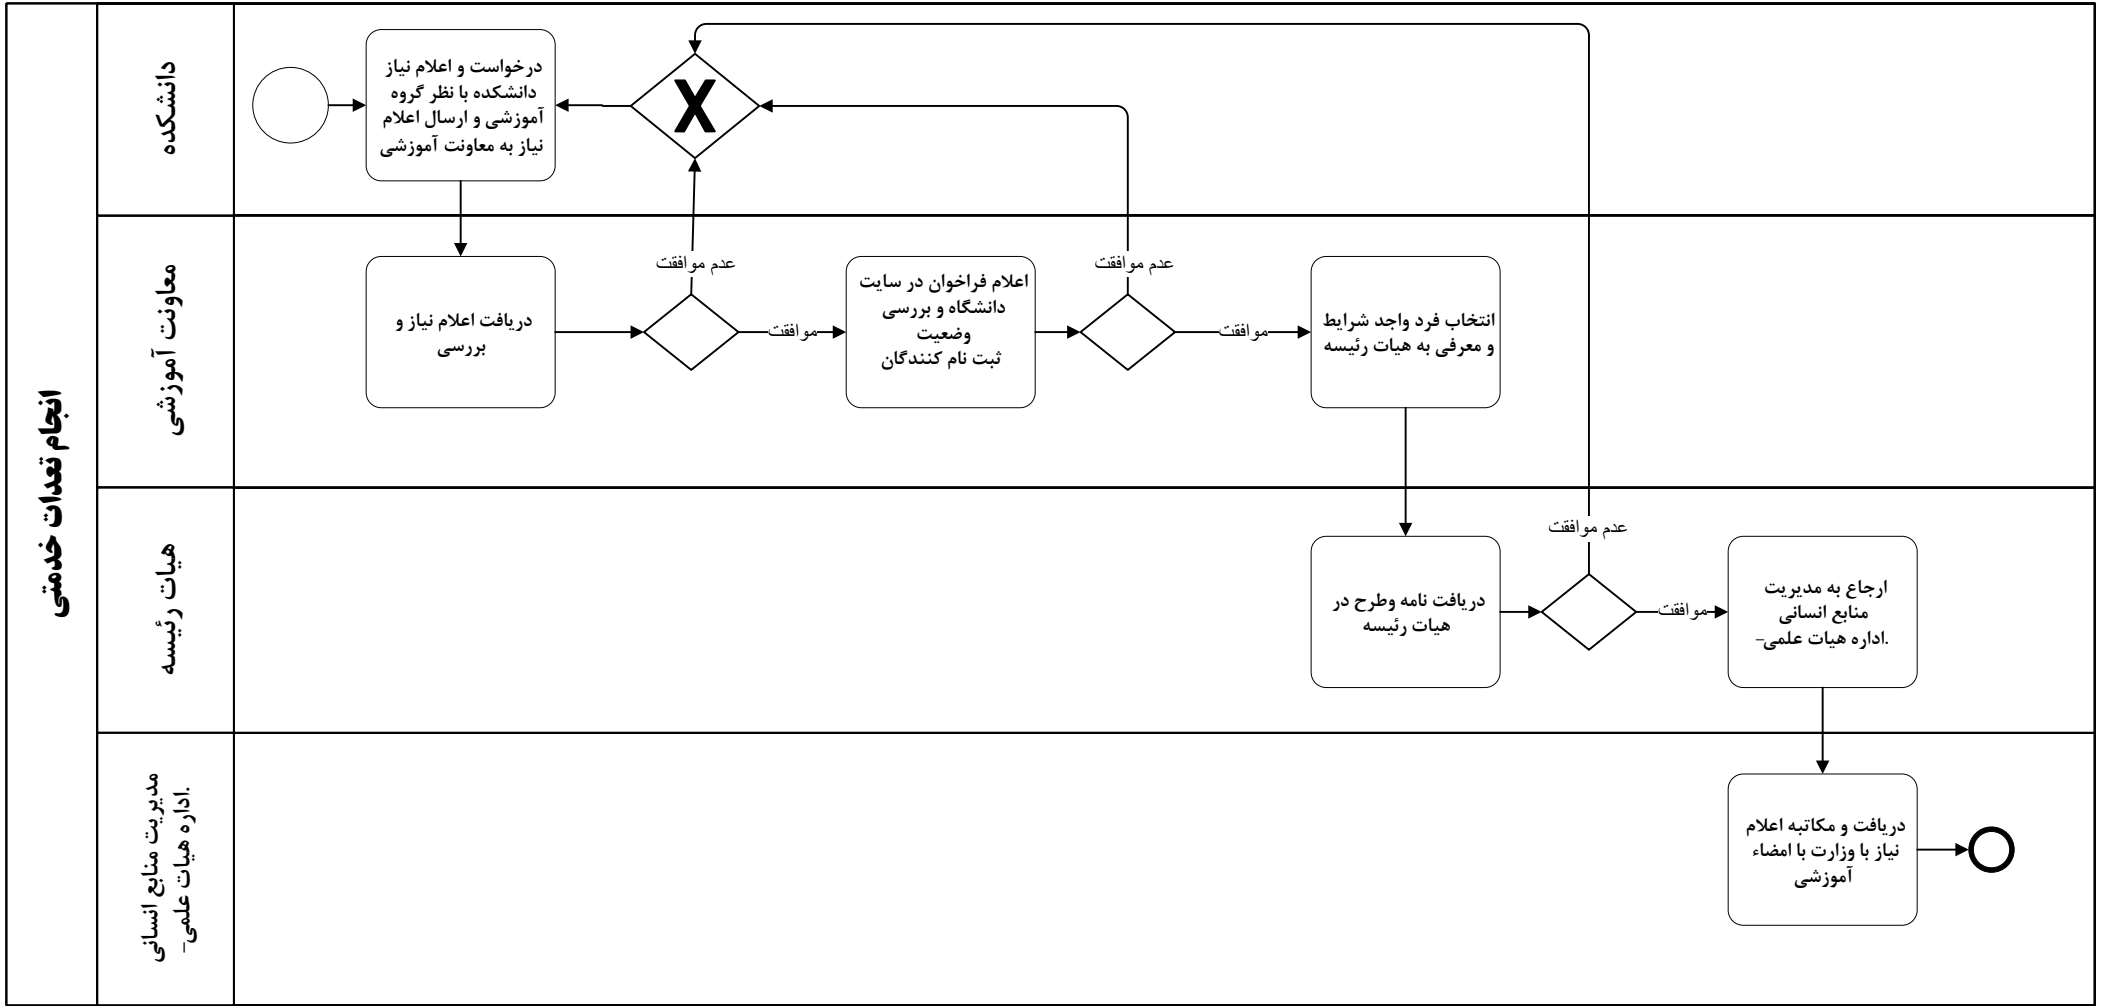 انجام تعدات خدمتی
دانشکده
درخواست و اعلام نیاز
دانشکده با نظر گروه
آموزشی و ارسال اعلام
نیاز به معاونت آموزشی
X
معاونت آموزشی
دریافت اعلام نیاز و
بررسی
عدم موافقت
موافقت
اعلام فراخوان در سایت
دانشگاه و بررسی
وضعیت
ثبت نام کنندگان
عدم موافقت
موافقت
انتخاب فرد واجد شرایط
و معرفی به هیات رئیسه
هیات رئیسه
دریافت نامه وطرح در
هیات رئیسه
عدم موافقت
موافقت
ارجاع به مدیریت
منابع انسانی
.اداره هیات علمی-
مدیریت منابع انسانی
.اداره هیات علمی-
دریافت و مکاتبه اعلام
نیاز با وزارت با امضاء
آموزشی